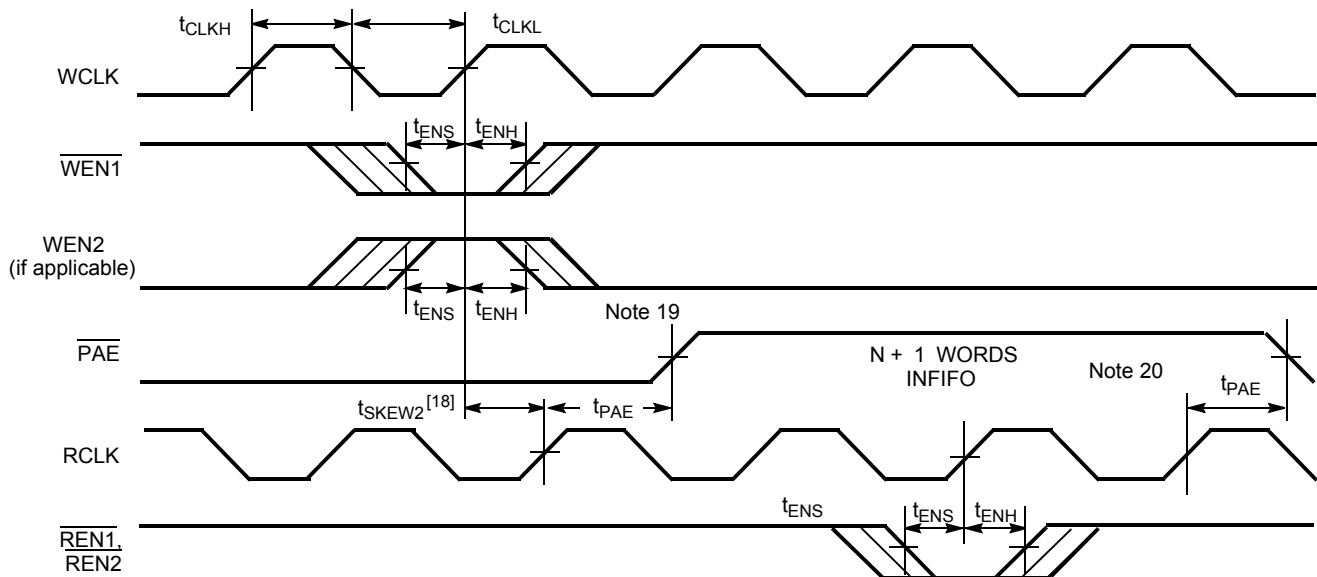 tCLKH
tCLKL
WCLK
tENS
tENH
WEN1
WEN2
(if applicable)
tENS
tENH
Note 19
PAE
N + 1 WORDS
INFIFO
Note 20
tPAE
tSKEW2[18]
tPAE
RCLK
tENS
tENS
tENH
REN1,
REN2